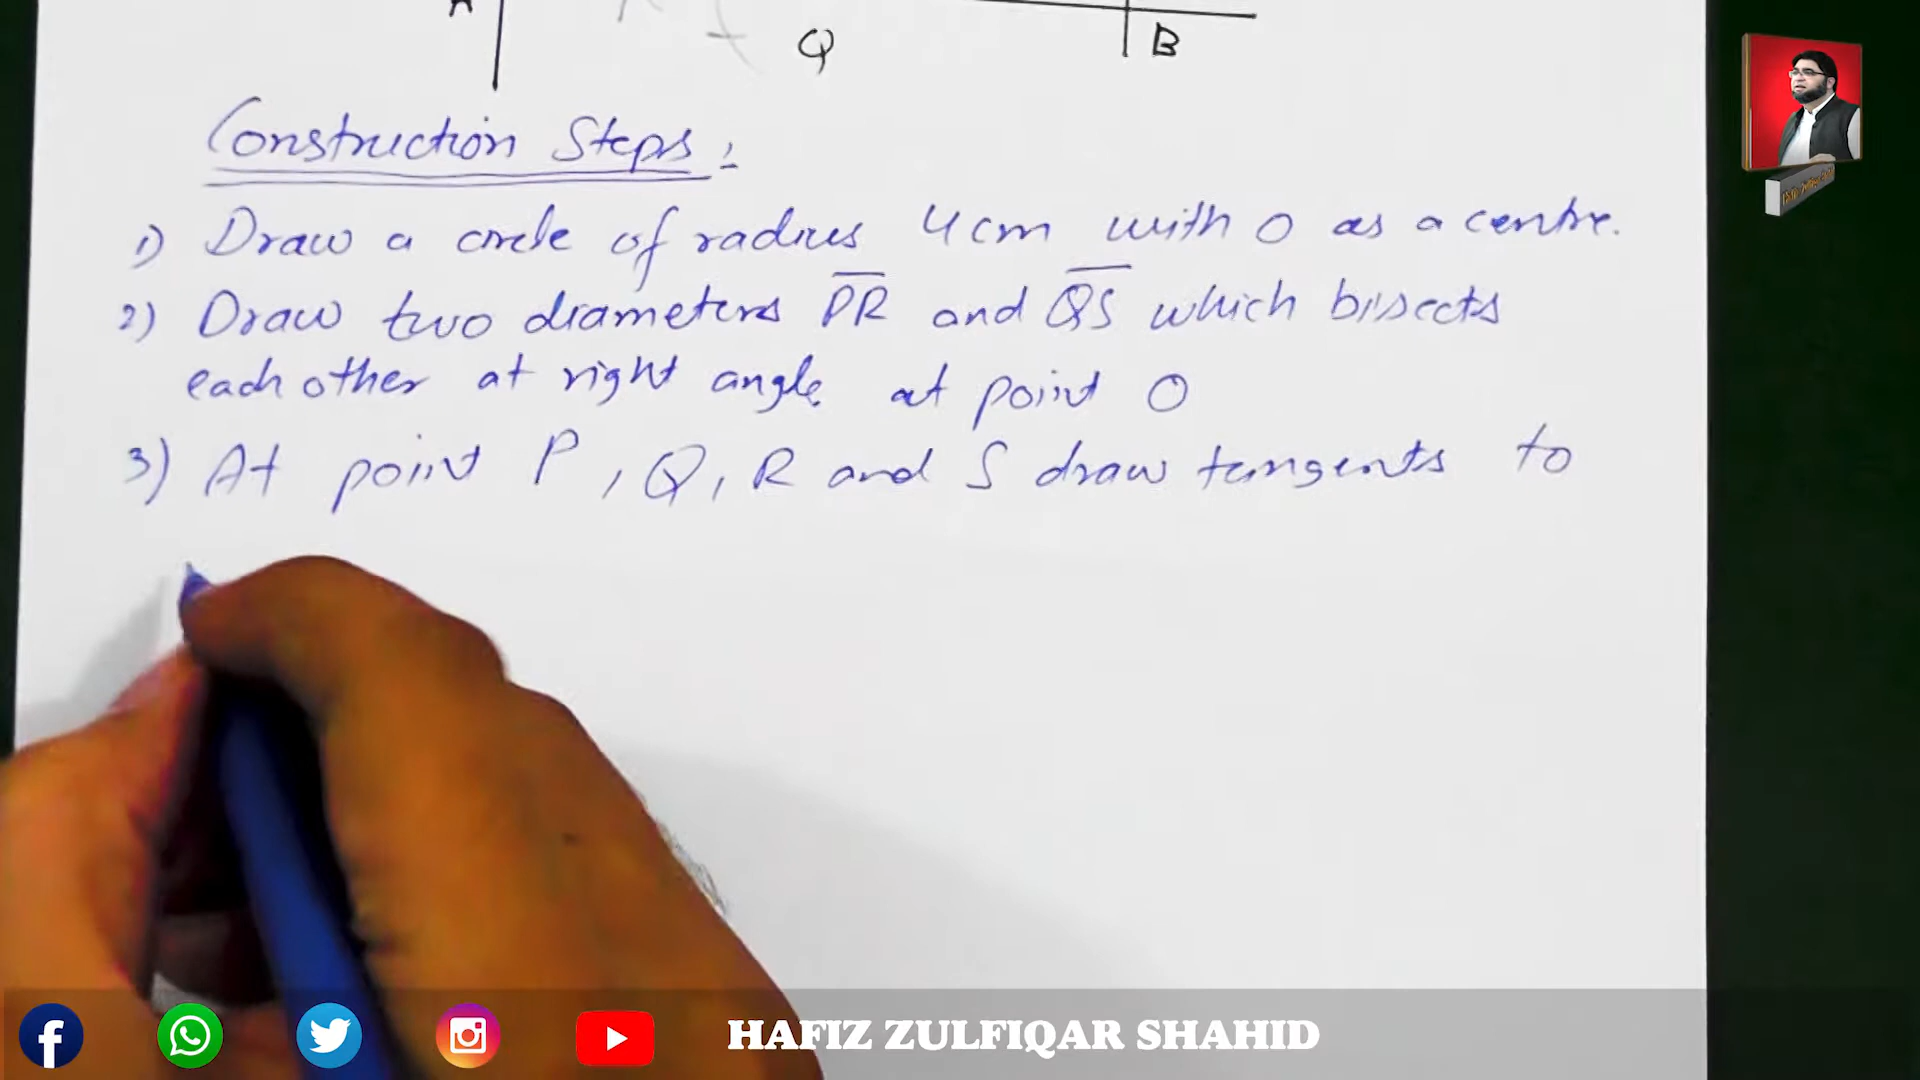 A
Q
B
Construction Steps :
1) Draw a circle of radius 4cm with O as a centre.
2) Draw two diameters PR and QS which bisects
each other at right angle. at point O
3) At point P, Q, R and S draw tangents to
HAFIZ ZULFIQAR SHAHID